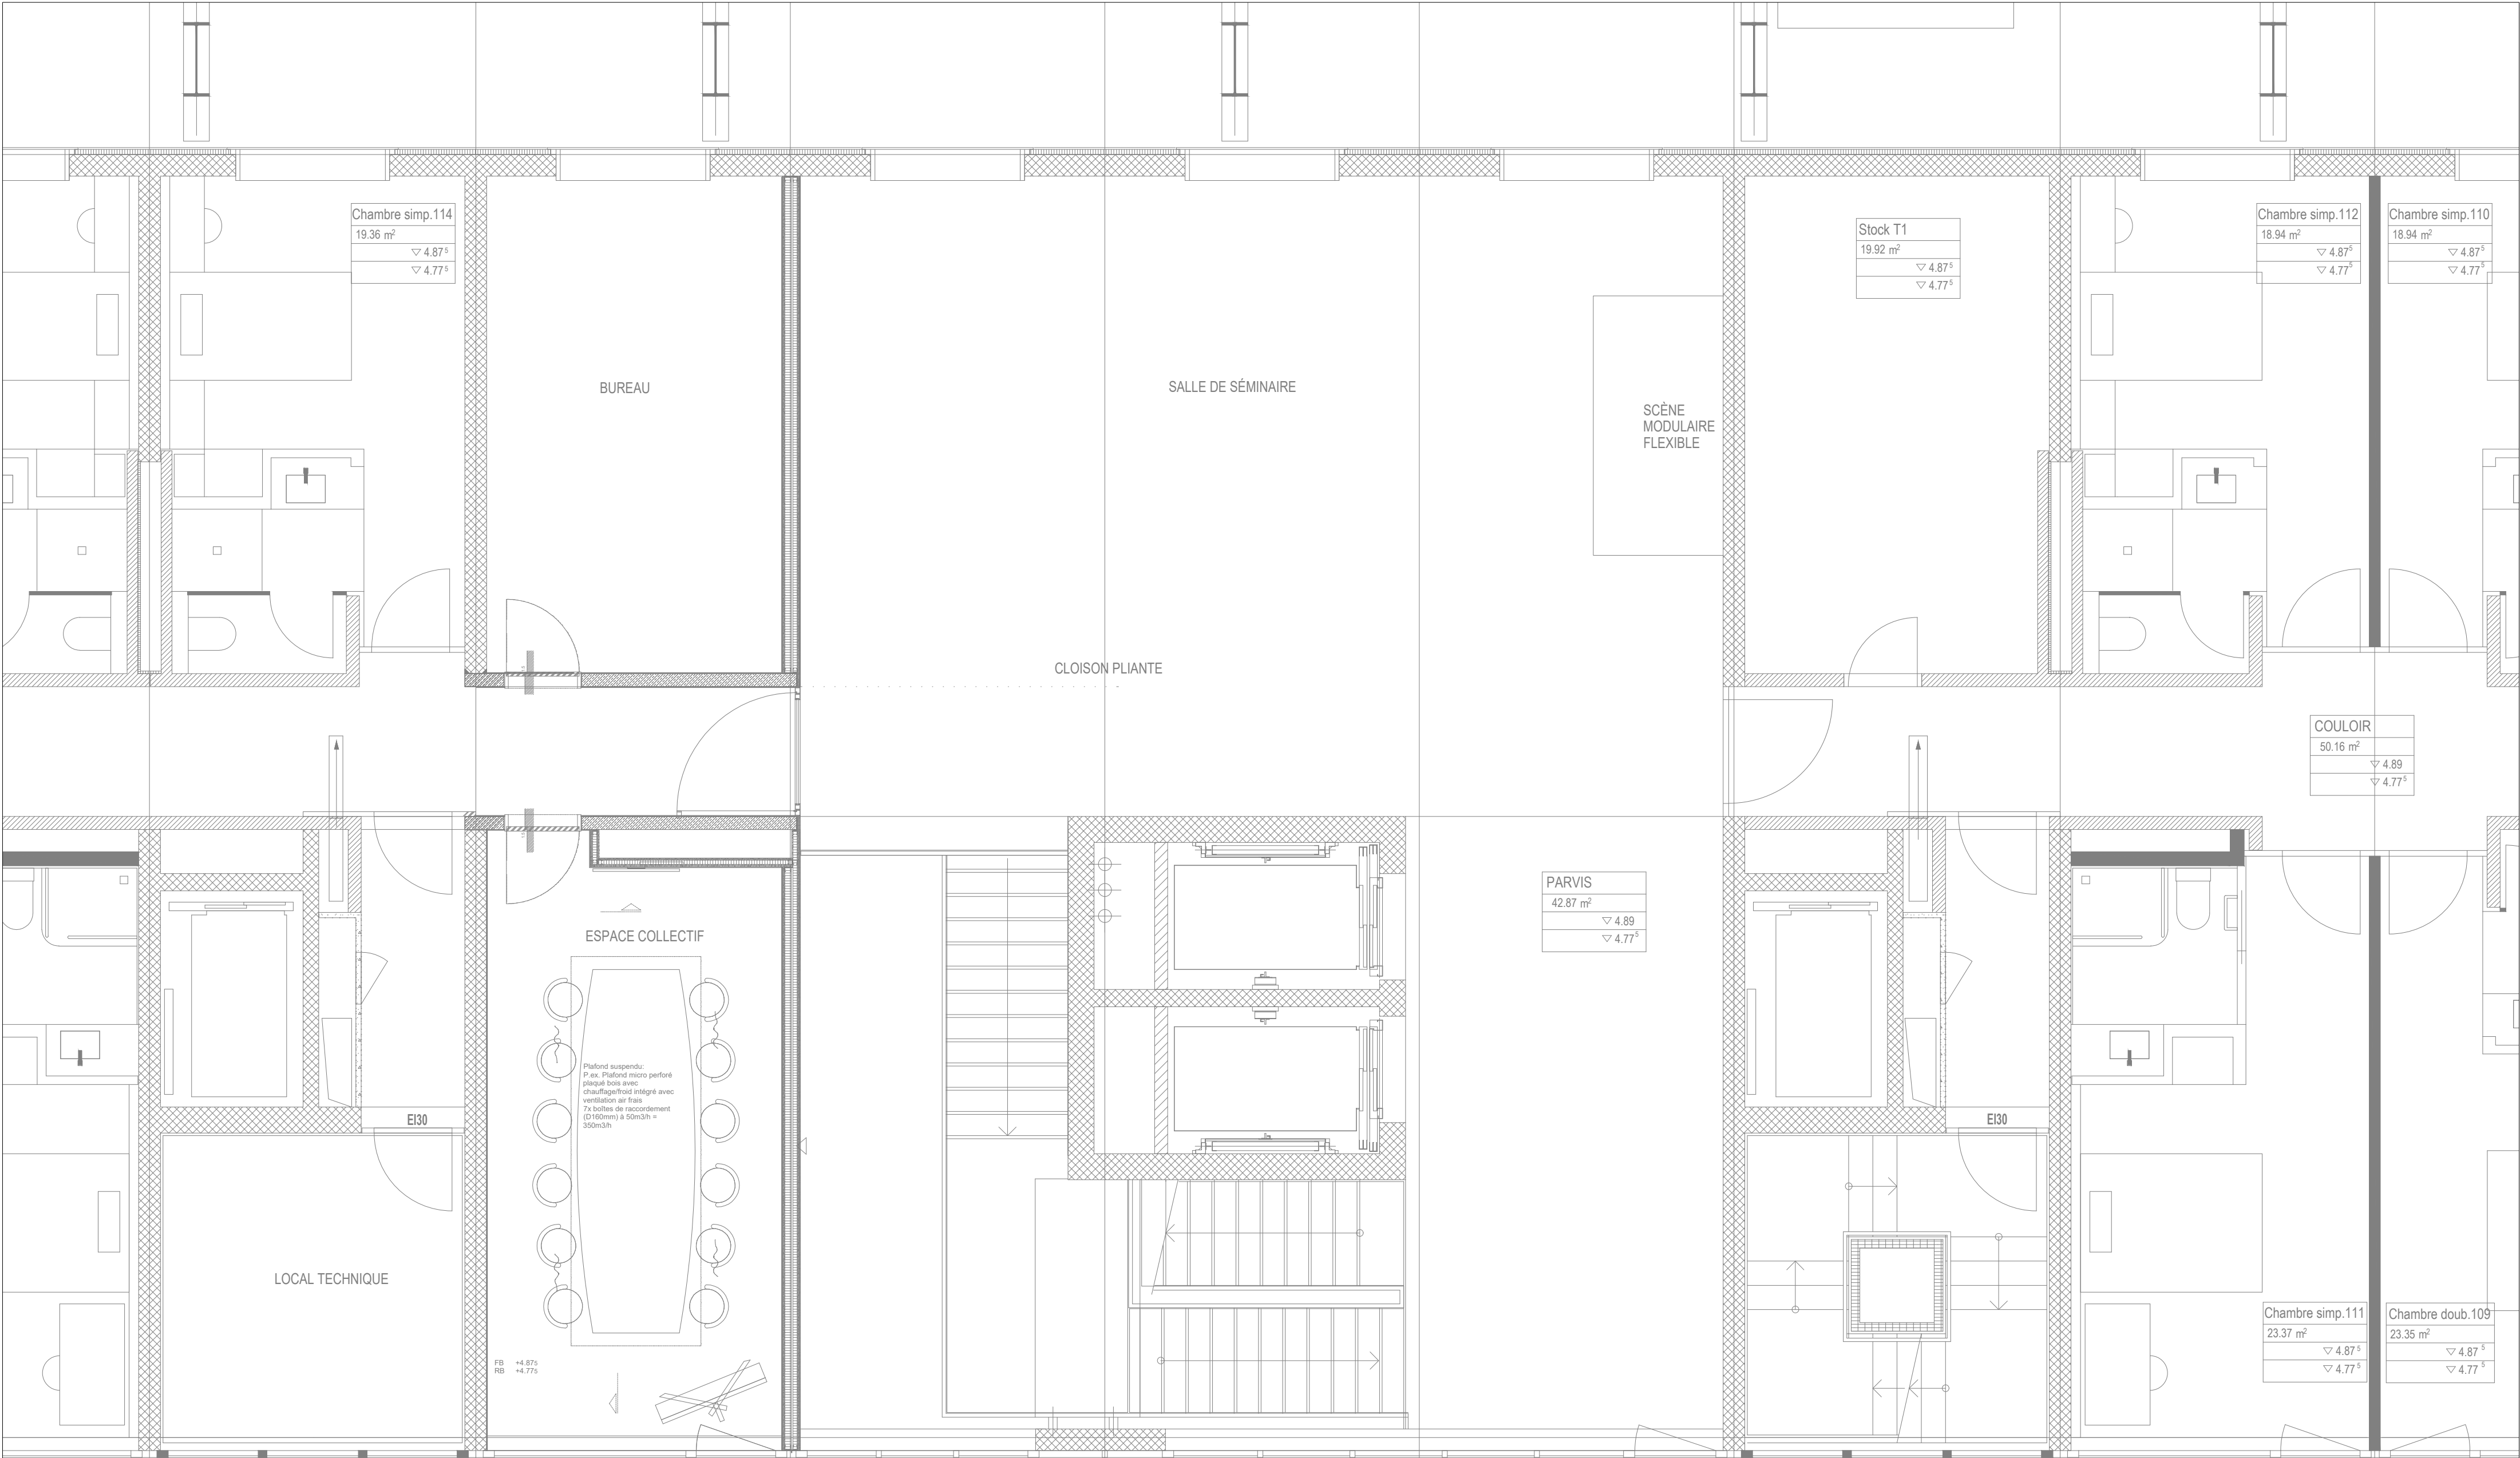 Chambre simp.114
19.36 m²
▽ 4.87⁵
▽ 4.77⁵
BUREAU
SALLE DE SÉMINAIRE
SCÈNE
MODULAIRE
FLEXIBLE
Stock T1
19.92 m²
▽ 4.87⁵
▽ 4.77⁵
Chambre simp.112
18.94 m²
▽ 4.87⁵
▽ 4.77⁵
Chambre simp.110
18.94 m²
▽ 4.87⁵
▽ 4.77⁵
CLOISON PLIANTE
COULOIR
50.16 m²
▽ 4.89
▽ 4.77⁵
PARVIS
42.87 m²
▽ 4.89
▽ 4.77⁵
ESPACE COLLECTIF
Plafond suspendu:
P.ex. Plafond micro perforé
plaqué bois avec
chauffage/froid intégré avec
ventilation air frais
7x boîtes de raccordement
(D160mm) à 50m3/h =
350m3/h
EI30
EI30
LOCAL TECHNIQUE
FB +4.875
RB +4.775
Chambre simp.111
23.37 m²
▽ 4.87⁵
▽ 4.77⁵
Chambre doub.109
23.35 m²
▽ 4.87⁵
▽ 4.77⁵